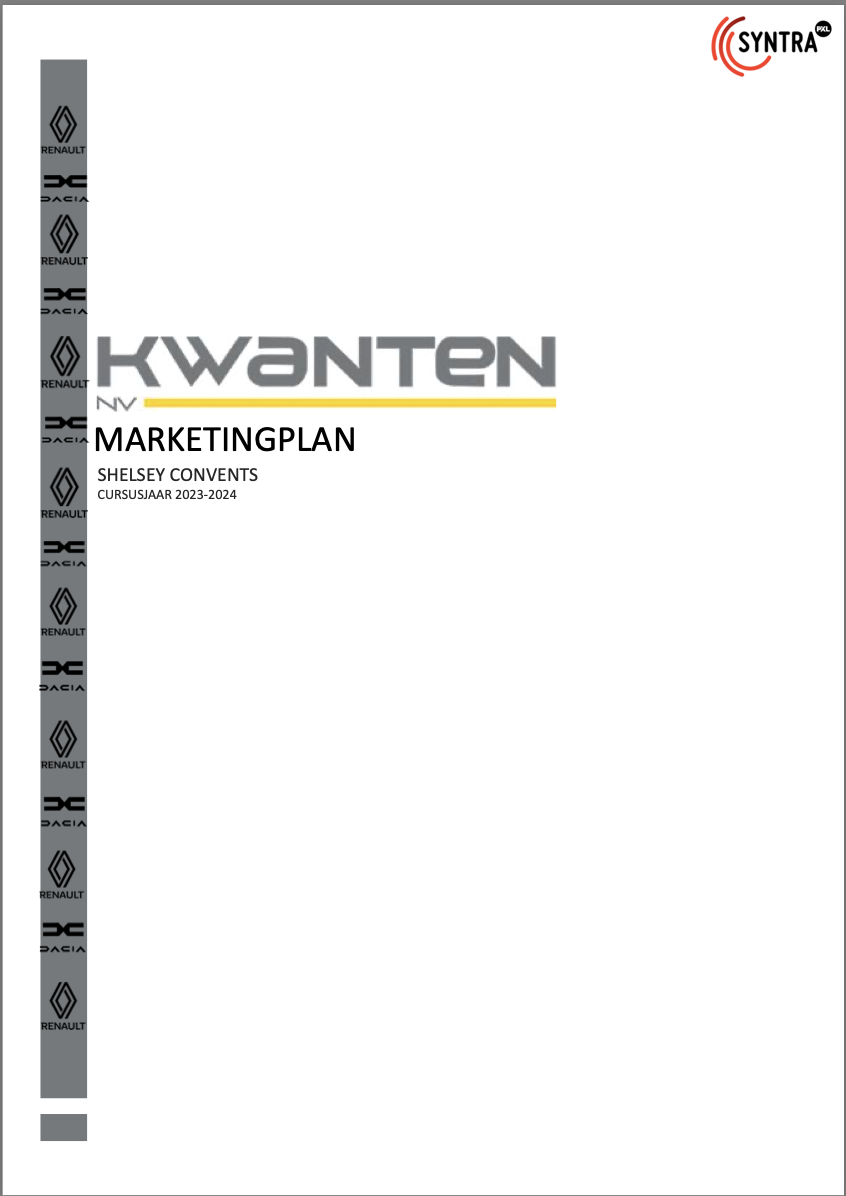 SYNTRA PXL
RENAULT
DACIA
RENAULT
DACIA
RENAULT
DACIA
RENAULT
DACIA
RENAULT
DACIA
RENAULT
DACIA
RENAULT
DACIA
RENAULT
KWANTEN
NV
MARKETINGPLAN
SHELSEY CONVENTS
CURSUSJAAR 2023-2024